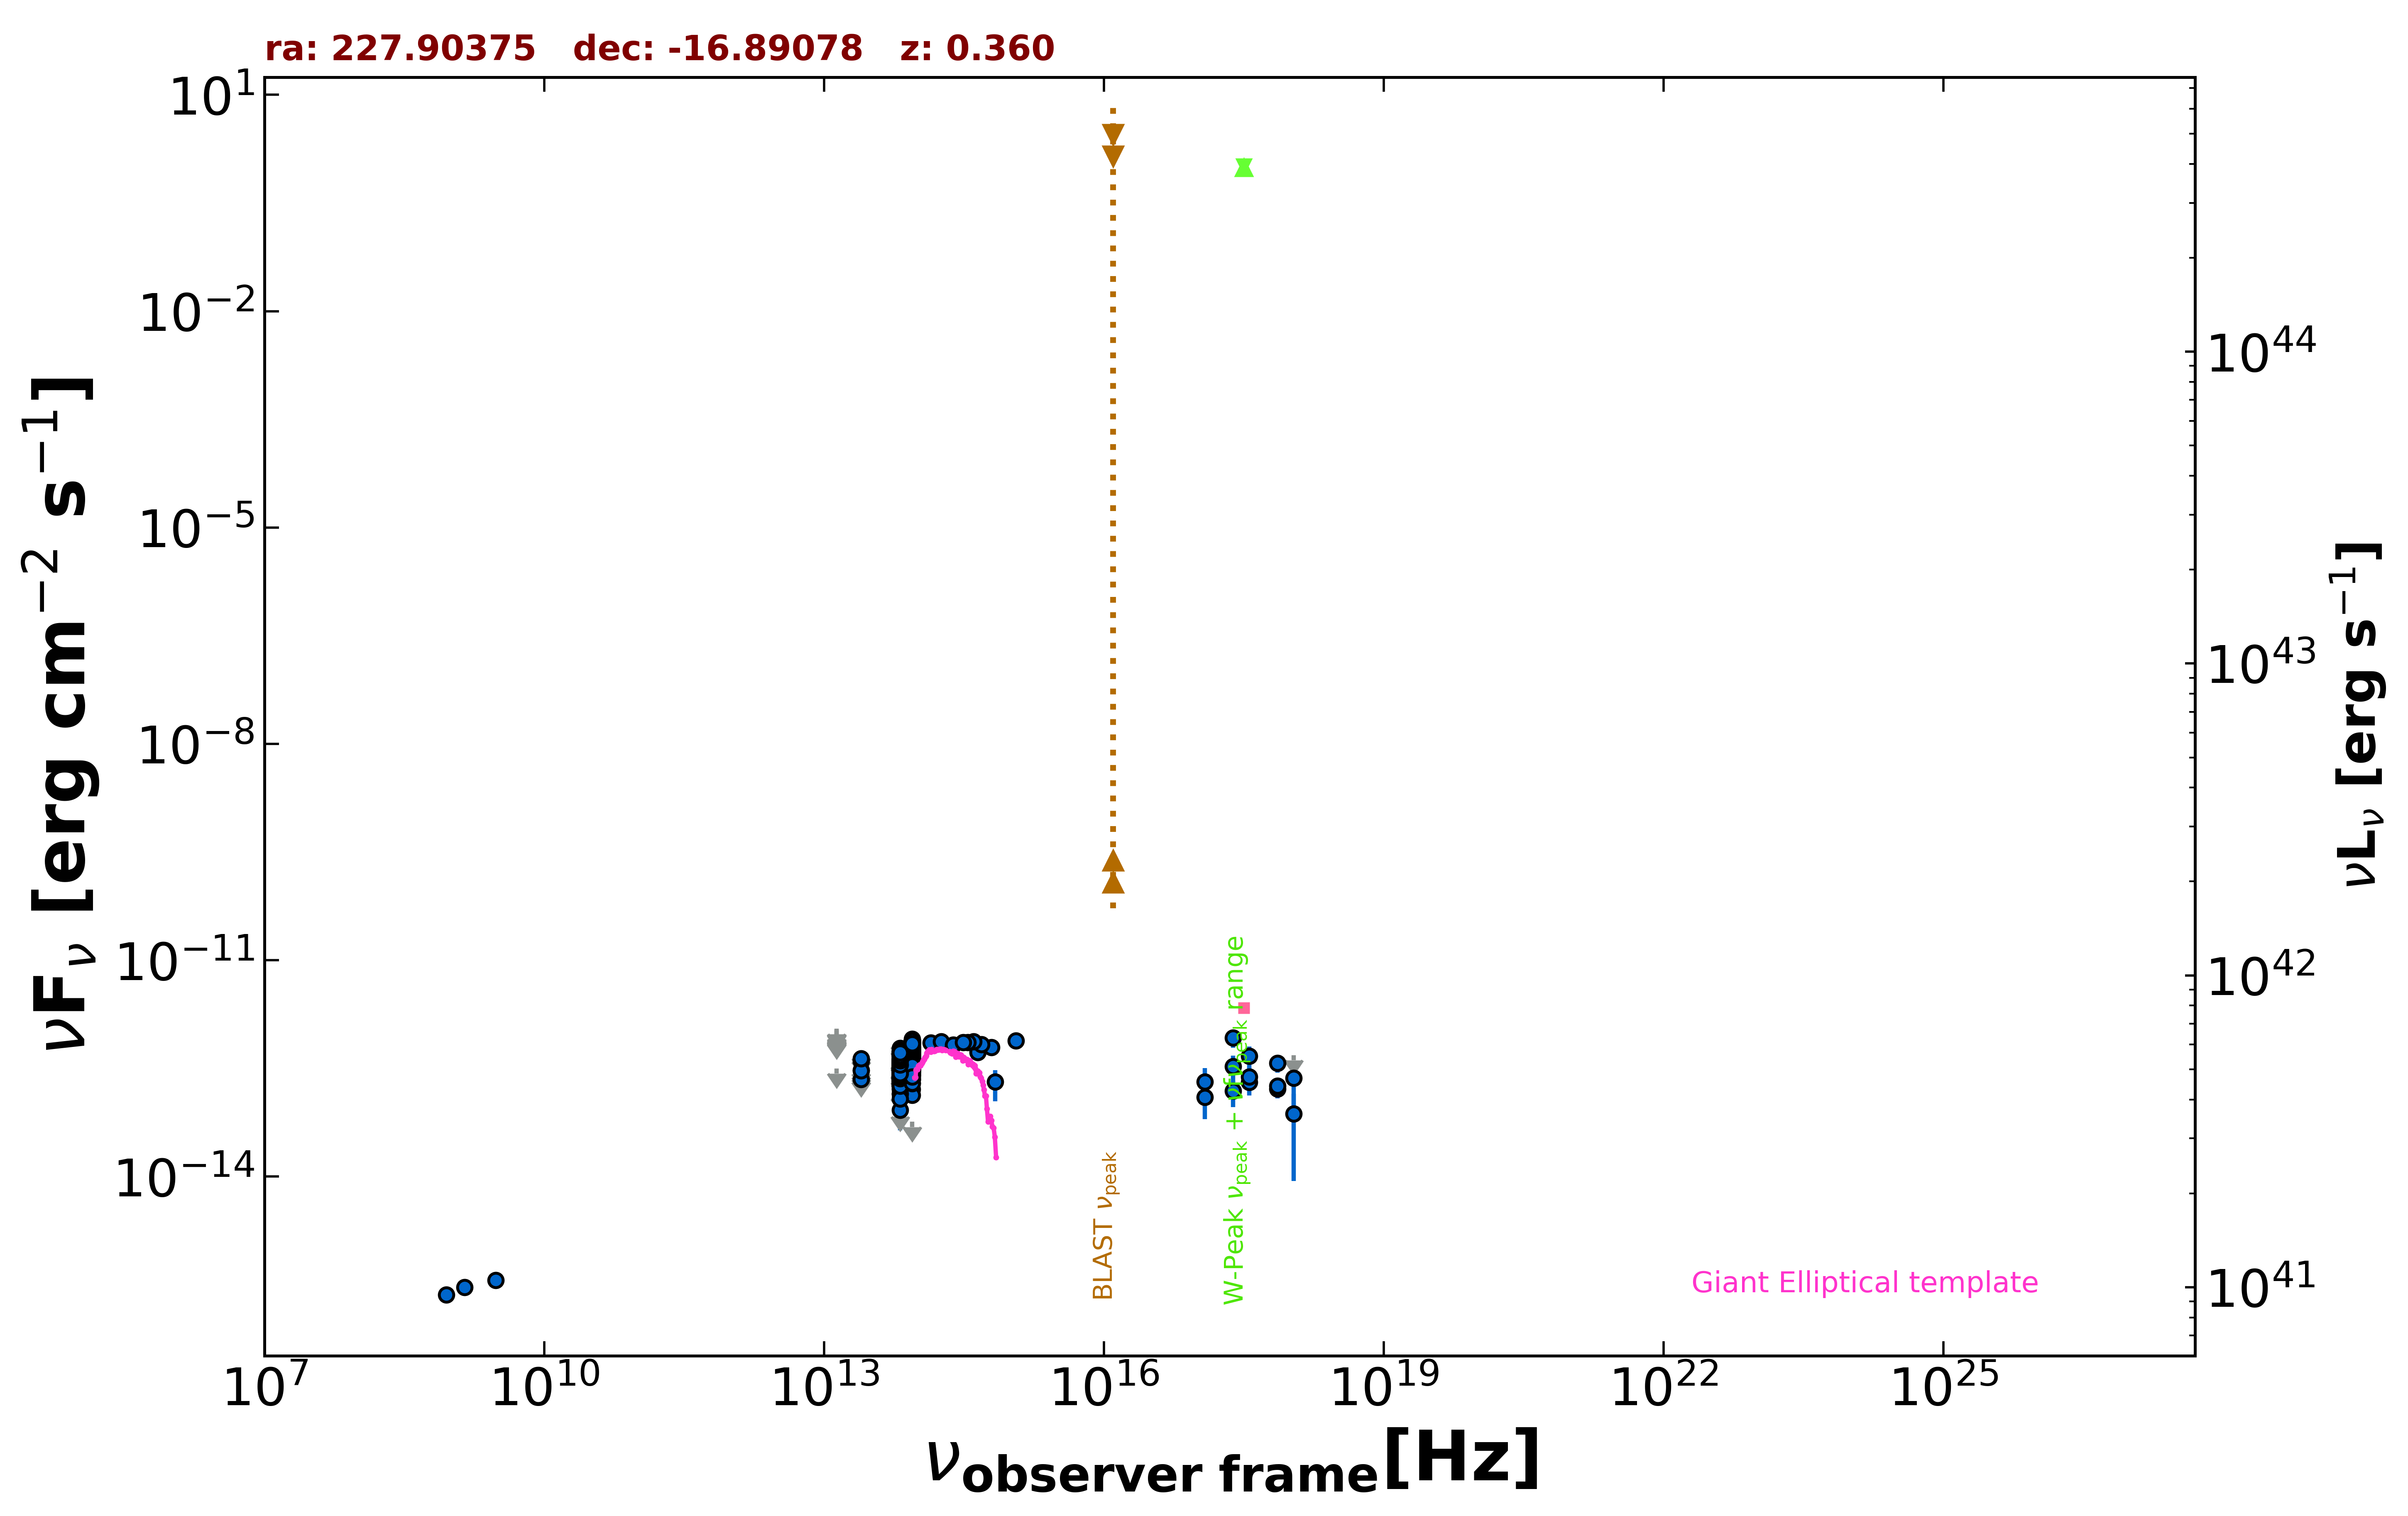 ra: 227.90375 dec: -16.89078 z: 0.360
10^1
10^-2
10^-5
10^-8
10^-11
10^-14
νF_ν [erg cm^-2 s^-1]
10^44
10^43
10^42
10^41
νL_ν [erg s^-1]
BLAST ν_peak
W-Peak ν_peak + νf_νpeak range
Giant Elliptical template
10^7 10^10 10^13 10^16 10^19 10^22 10^25
ν_observer frame [Hz]